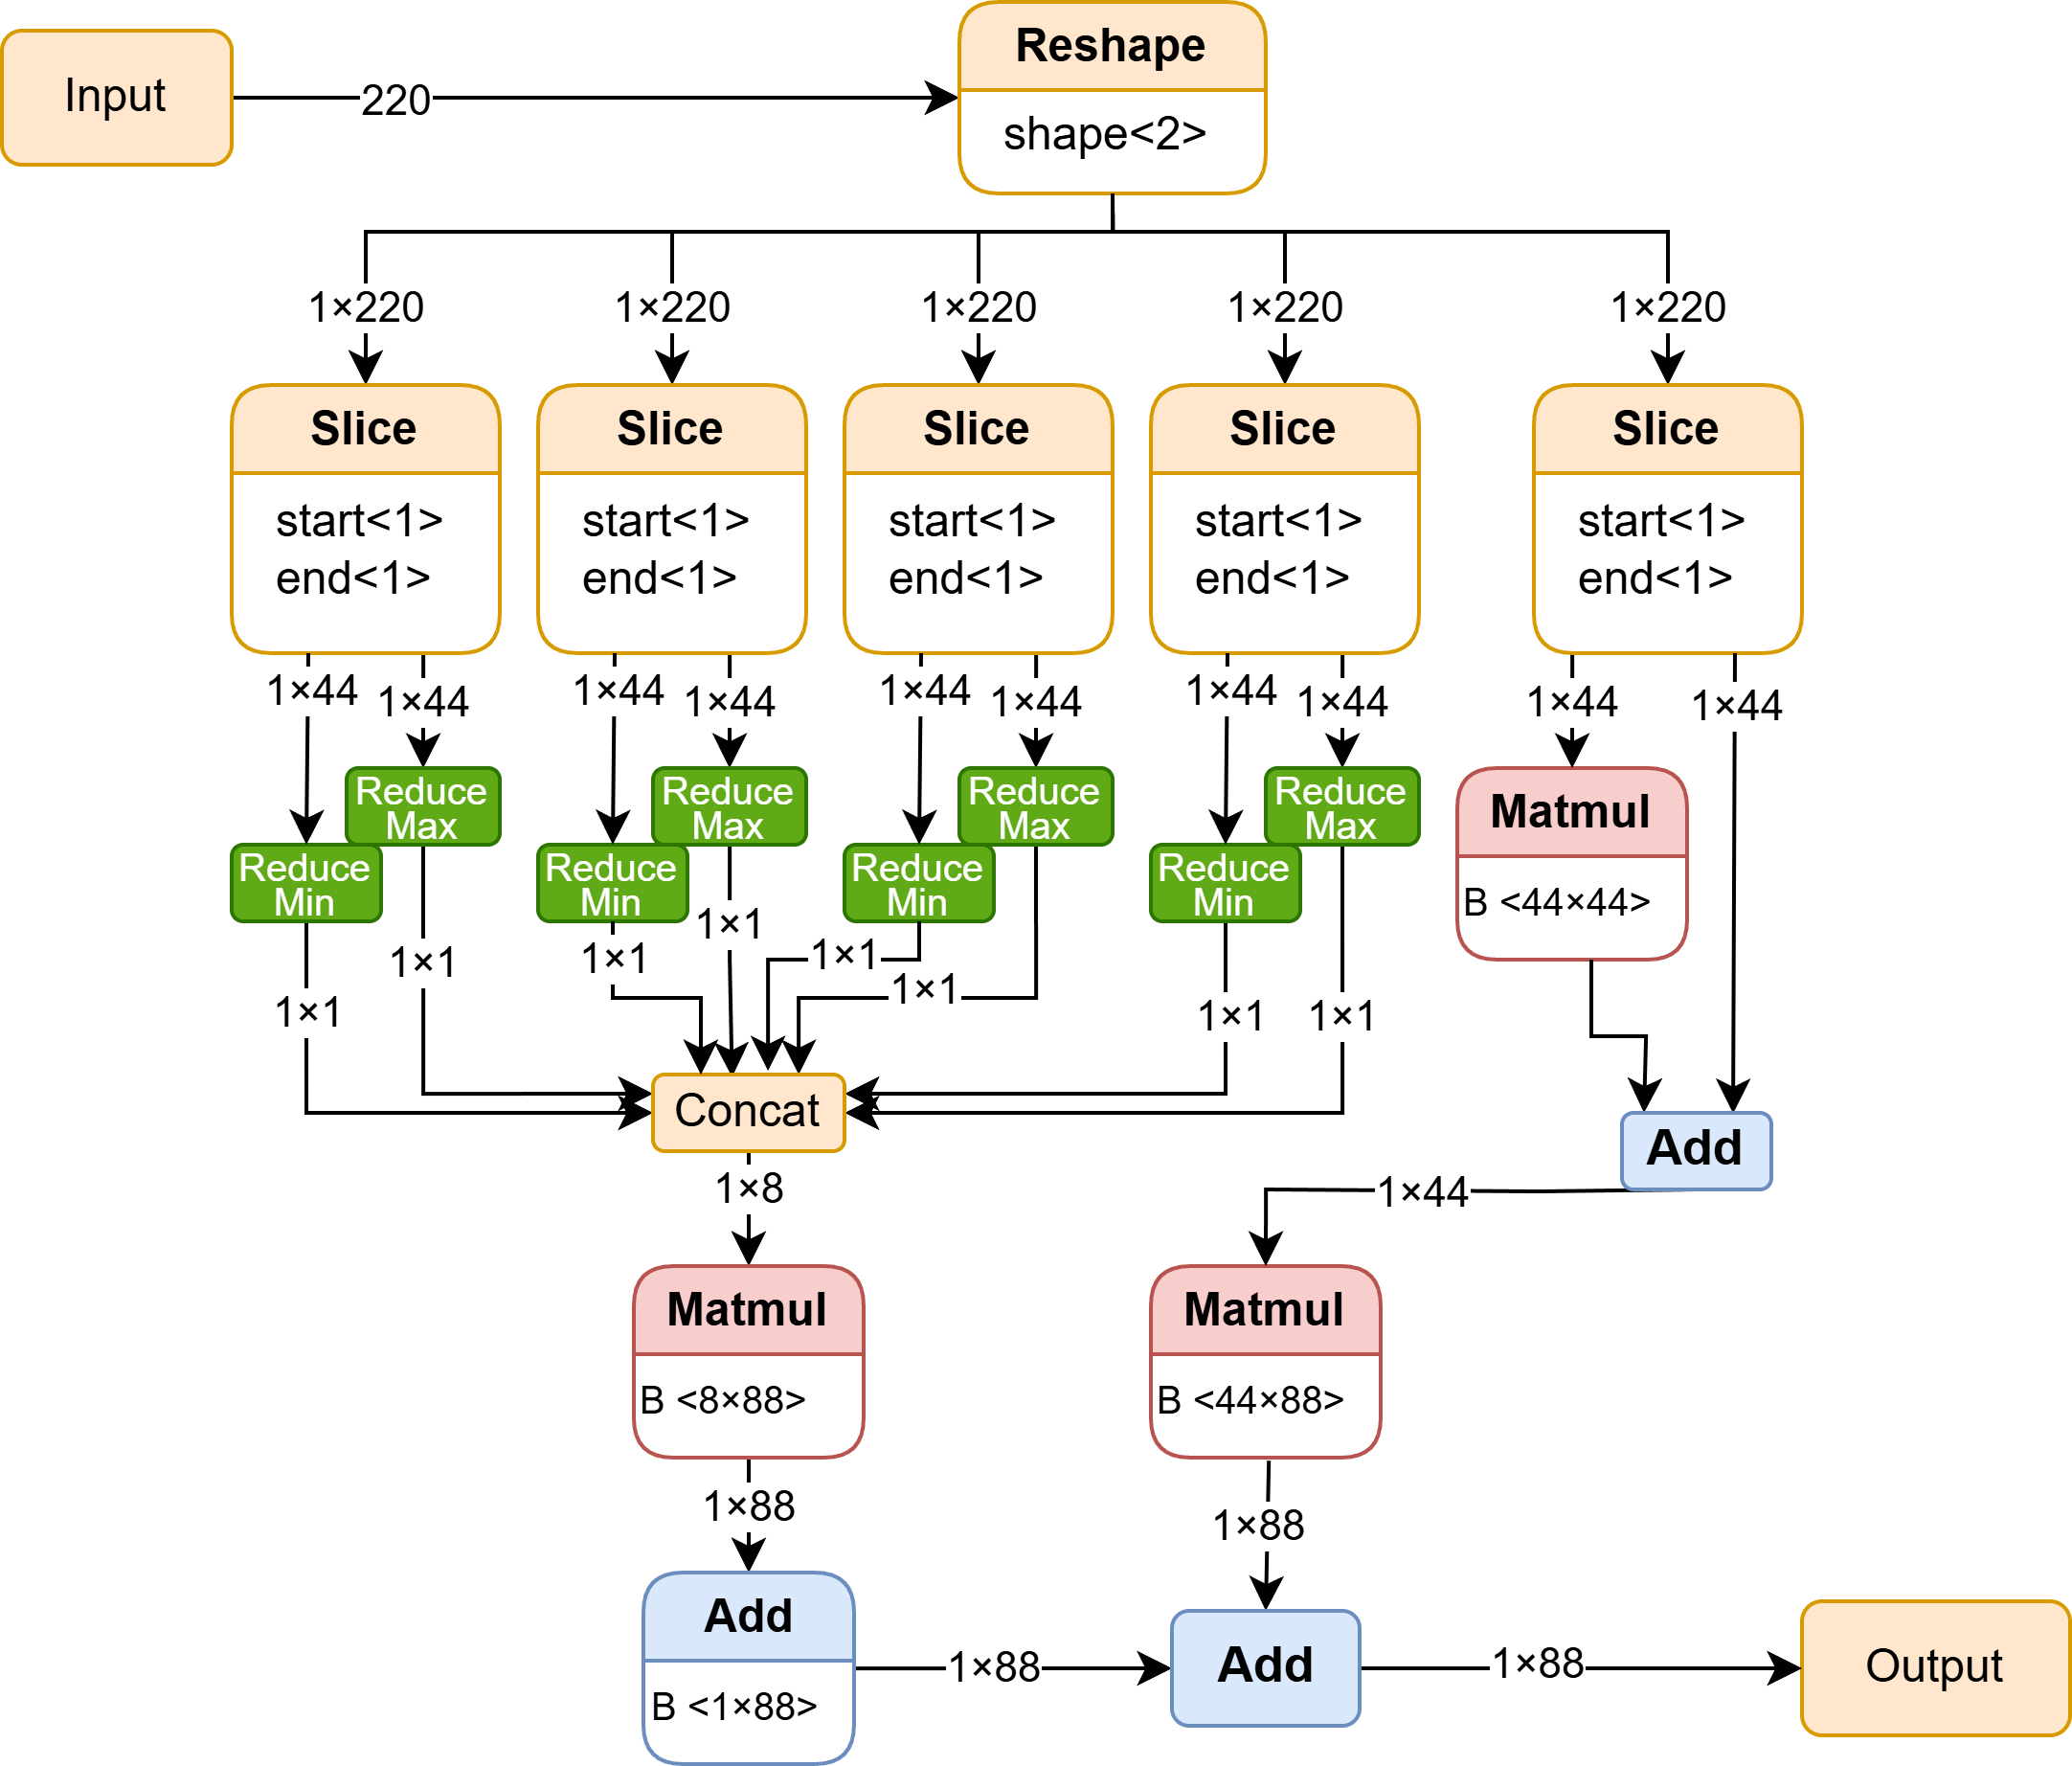 Input
220
Reshape
shape<2>
1×220
1×220
1×220
1×220
1×220
Slice
start<1>
end<1>
Slice
start<1>
end<1>
Slice
start<1>
end<1>
Slice
start<1>
end<1>
Slice
start<1>
end<1>
1×44
1×44
1×44
1×44
1×44
1×44
1×44
1×44
1×44
1×44
Reduce
Max
Reduce
Min
Reduce
Max
Reduce
Min
Reduce
Max
Reduce
Min
Reduce
Max
Reduce
Min
Matmul
B <44×44>
1×1
1×1
1×1
1×1
1×1
1×1
1×1
1×1
Concat
Add
1×8
1×44
Matmul
B <8×88>
Matmul
B <44×88>
1×88
1×88
Add
B <1×88>
1×88
Add
1×88
Output